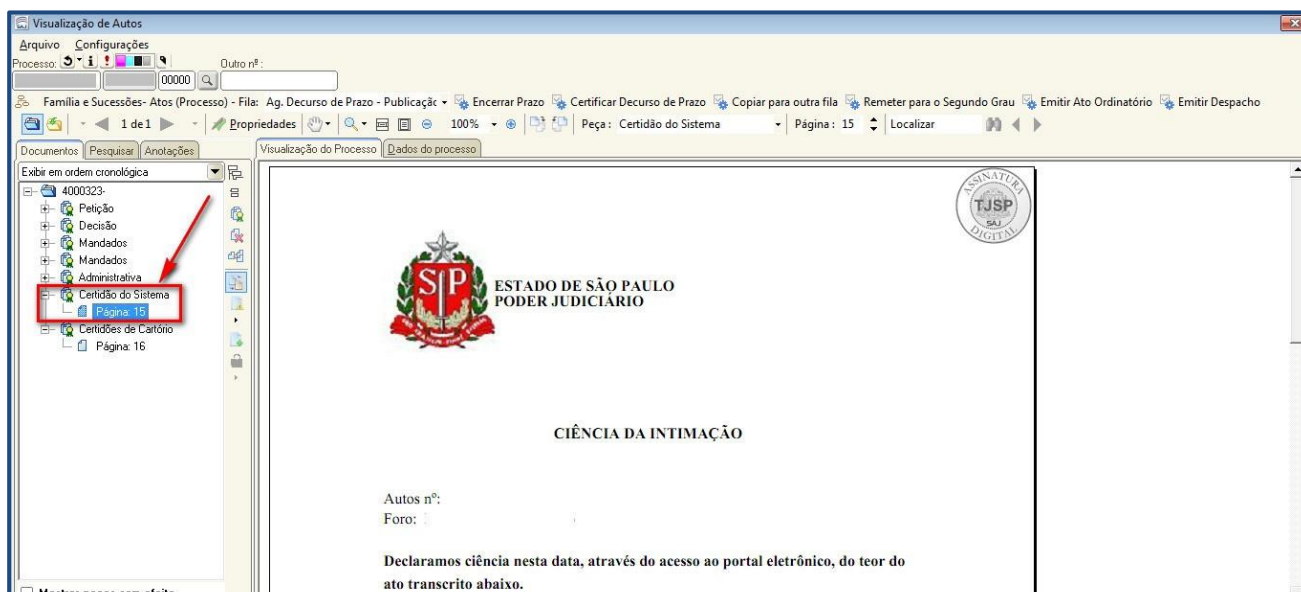 Visualização de Autos
Arquivo Configurações
Processo: Outro nº :
00000
Família e Sucessões- Atos (Processo) - Fila: Ag. Decurso de Prazo - Publicaçã Encerrar Prazo Certificar Decurso de Prazo Copiar para outra fila Remeter para o Segundo Grau Emitir Ato Ordinatório Emitir Despacho
1 de 1 Propriedades 100% Peça : Certidão do Sistema Página : 15 Localizar
Documentos Pesquisar Anotações Visualização do Processo Dados do processo
Exibir em ordem cronológica
4000323-
Petição
Decisão
Mandados
Mandados
Administrativa
Certidão do Sistema
Página: 15
Certidões de Cartório
Página: 16
ASSINATURA
TJSP
SAJ
DIGITAL
SP
ESTADO DE SÃO PAULO
PODER JUDICIÁRIO
CIÊNCIA DA INTIMAÇÃO
Autos nº:
Foro:
Declaramos ciência nesta data, através do acesso ao portal eletrônico, do teor do
ato transcrito abaixo.